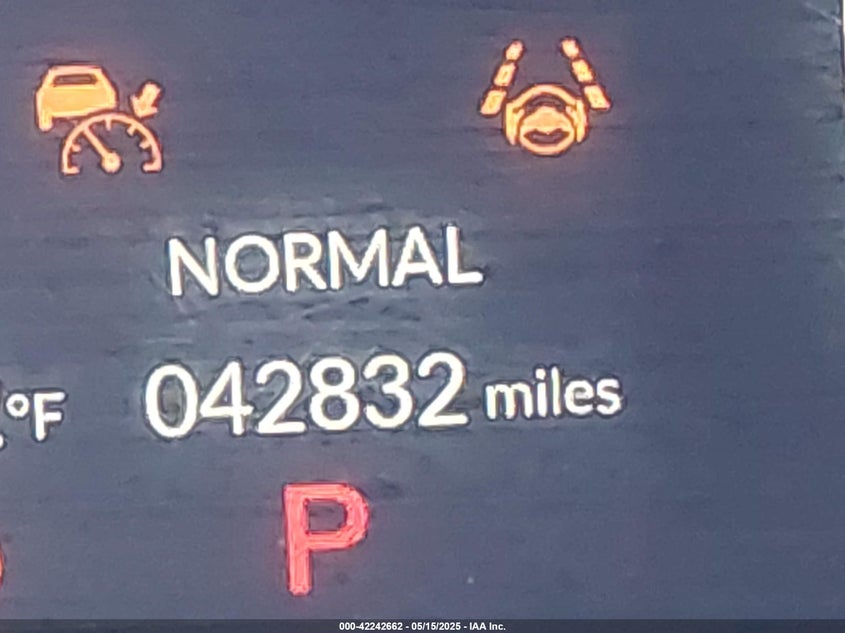 NORMAL
°F 042832 miles
P
000-42242662 - 05/15/2025 - IAA Inc.